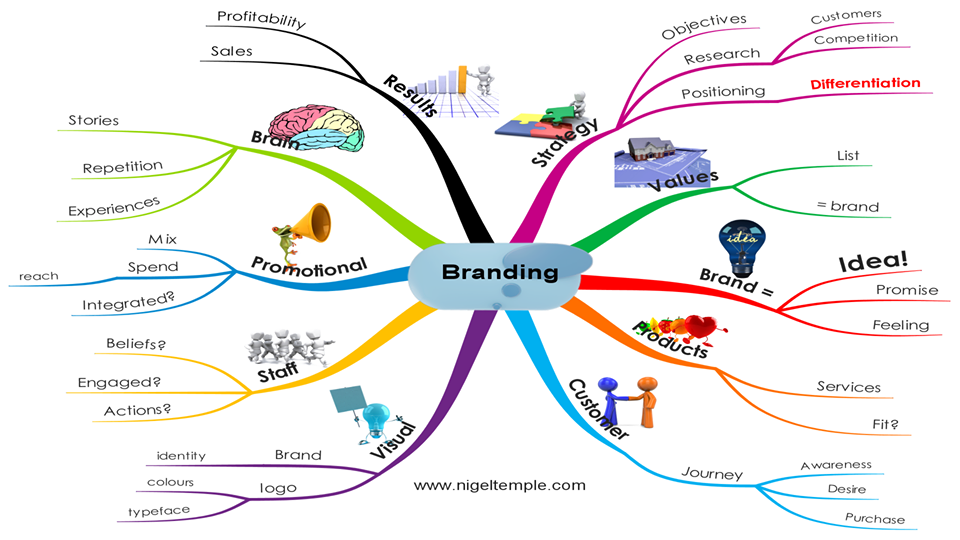 Branding
Strategy
Objectives
Research
Customers
Competition
Positioning
Differentiation
Values
List
= brand
Brand =
idea
Idea!
Promise
Feeling
Products
Services
Fit?
Customer
Journey
Awareness
Desire
Purchase
www.nigeltemple.com
Visual
Brand
identity
logo
colours
typeface
Staff
Beliefs?
Engaged?
Actions?
Promotional
Mix
Spend
reach
Integrated?
Brain
Stories
Repetition
Experiences
Results
Profitability
Sales